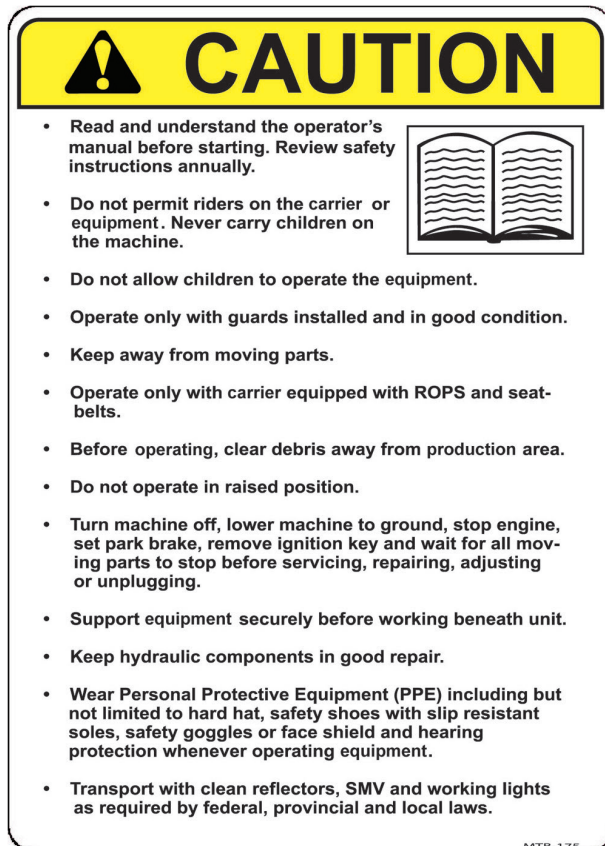 CAUTION
• Read and understand the operator's
manual before starting. Review safety
instructions annually.
• Do not permit riders on the carrier or
equipment. Never carry children on
the machine.
• Do not allow children to operate the equipment.
• Operate only with guards installed and in good condition.
• Keep away from moving parts.
• Operate only with carrier equipped with ROPS and seat-
belts.
• Before operating, clear debris away from production area.
• Do not operate in raised position.
• Turn machine off, lower machine to ground, stop engine,
set park brake, remove ignition key and wait for all mov-
ing parts to stop before servicing, repairing, adjusting
or unplugging.
• Support equipment securely before working beneath unit.
• Keep hydraulic components in good repair.
• Wear Personal Protective Equipment (PPE) including but
not limited to hard hat, safety shoes with slip resistant
soles, safety goggles or face shield and hearing
protection whenever operating equipment.
• Transport with clean reflectors, SMV and working lights
as required by federal, provincial and local laws.